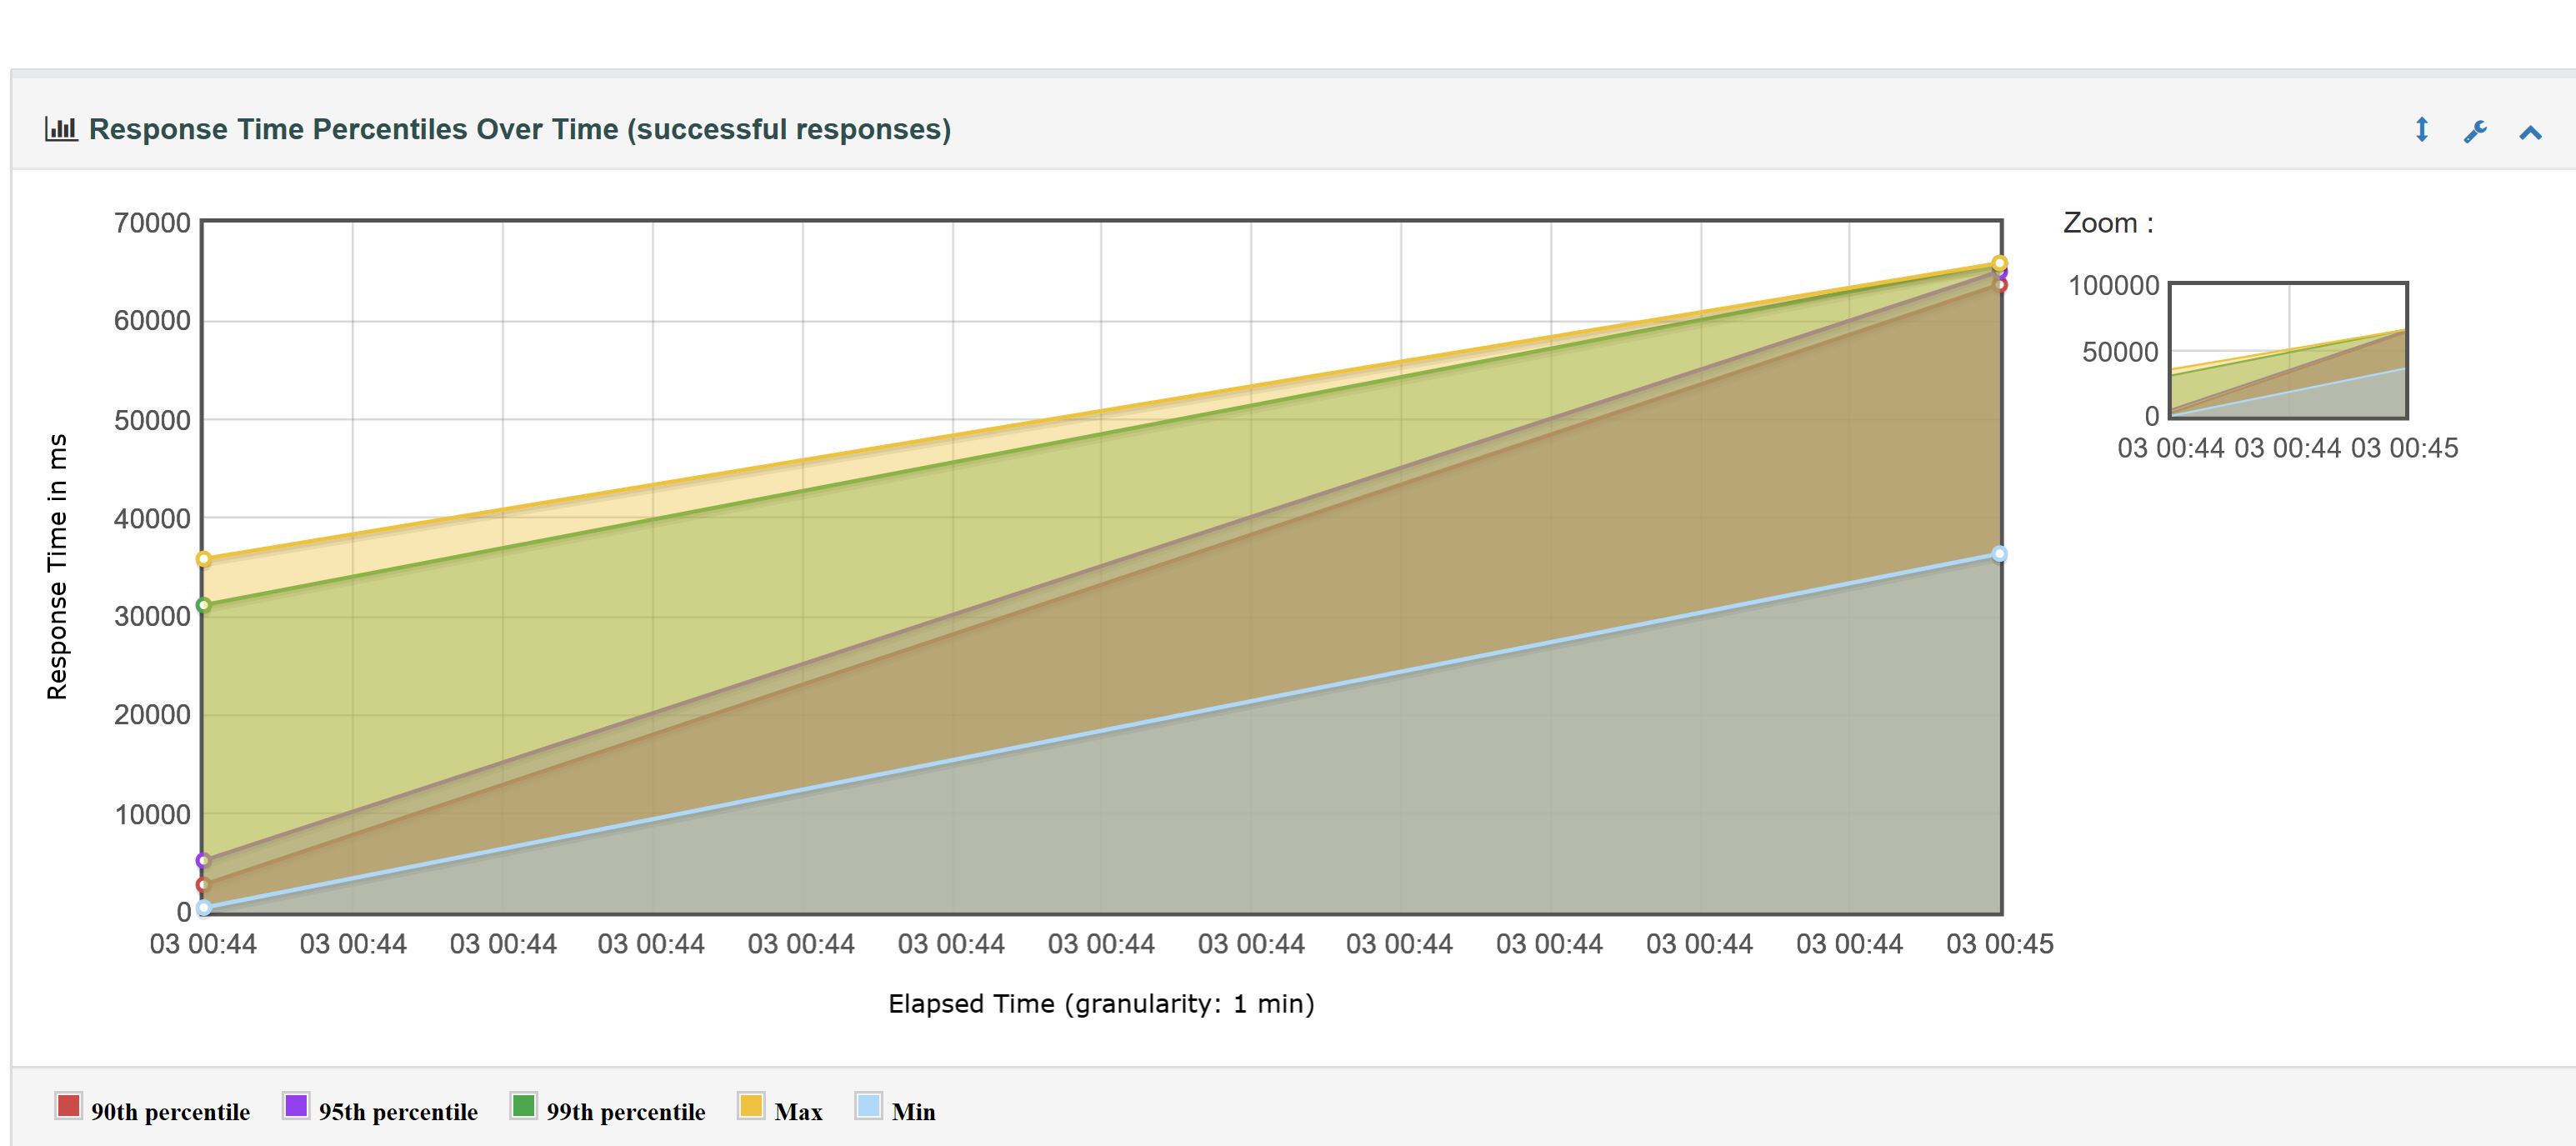 Response Time Percentiles Over Time (successful responses)
Zoom :
70000
60000
50000
40000
30000
20000
10000
0
Response Time in ms
03 00:44 03 00:44 03 00:44 03 00:44 03 00:44 03 00:44 03 00:44 03 00:44 03 00:44 03 00:44 03 00:44 03 00:44 03 00:45
Elapsed Time (granularity: 1 min)
100000
50000
0
03 00:44 03 00:44 03 00:45
90th percentile 95th percentile 99th percentile Max Min